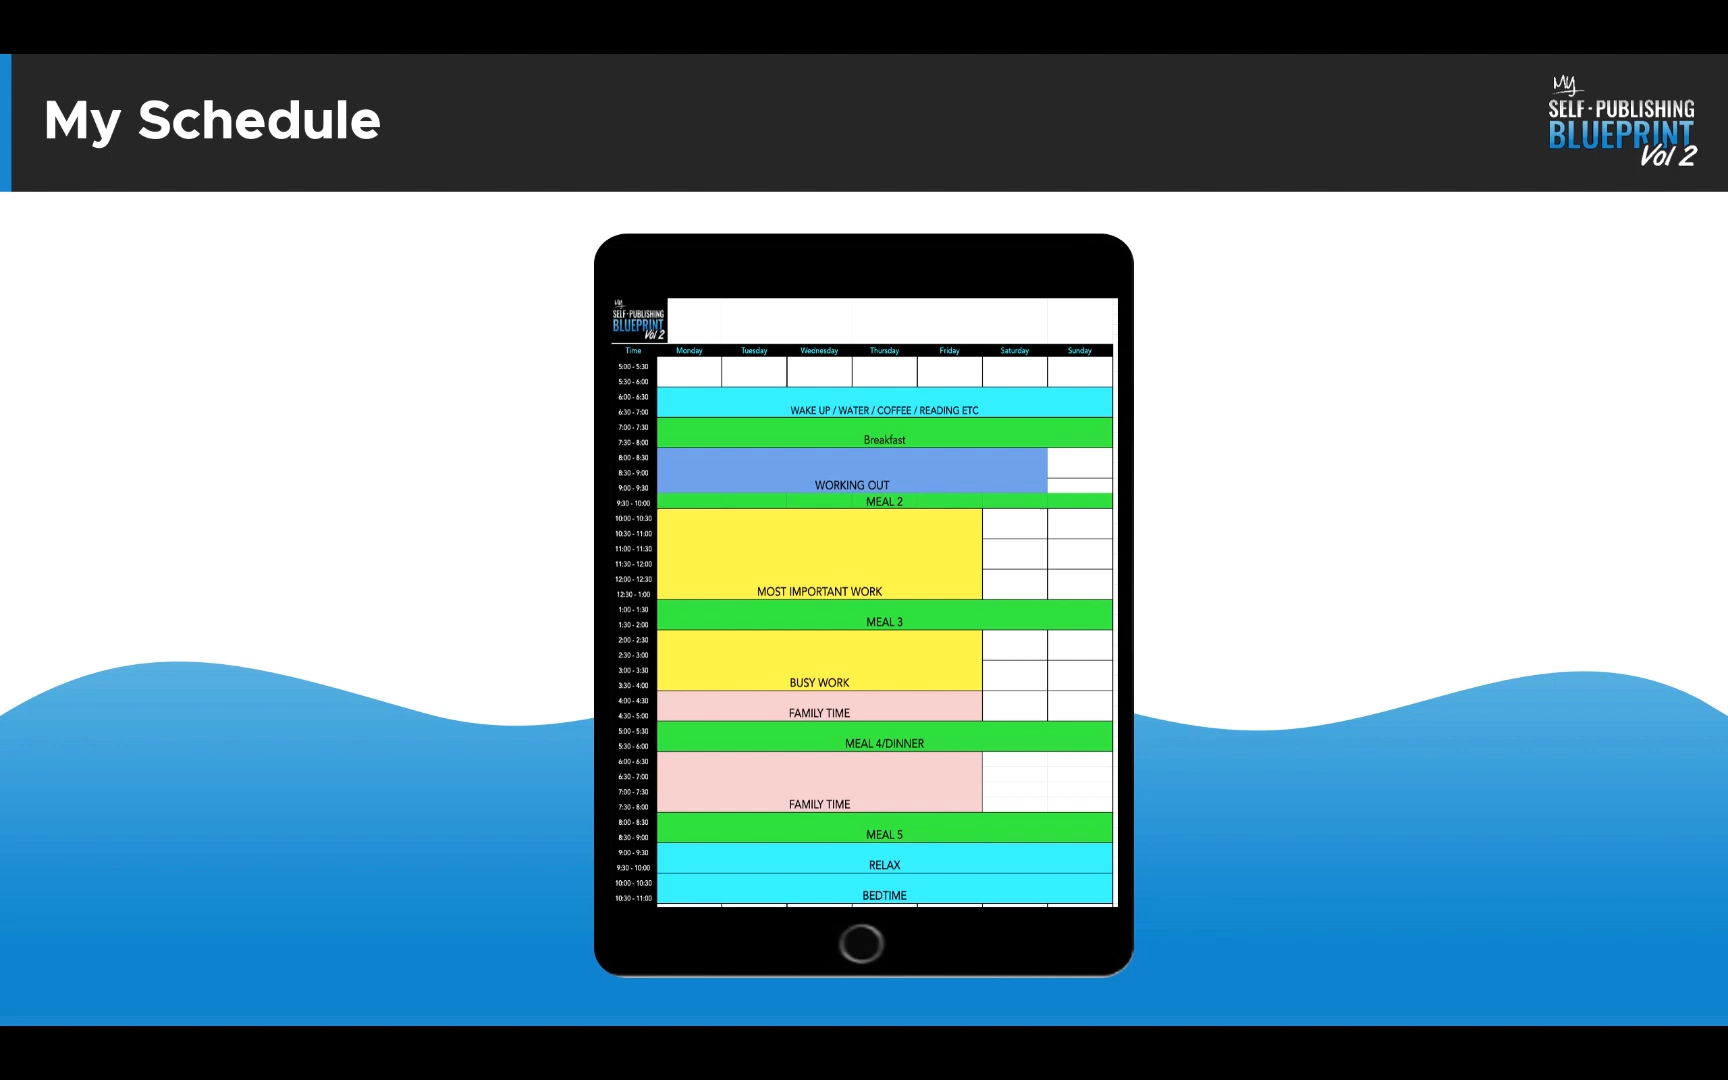 My Schedule
My
SELF-PUBLISHING
BLUEPRINT
Vol 2
My
SELF-PUBLISHING
BLUEPRINT
Vol 2
Time Monday Tuesday Wednesday Thursday Friday Saturday Sunday
5:00 - 5:30
5:30 - 6:00
6:00 - 6:30
6:30 - 7:00 WAKE UP / WATER / COFFEE / READING ETC
7:00 - 7:30
7:30 - 8:00 Breakfast
8:00 - 8:30
8:30 - 9:00
9:00 - 9:30 WORKING OUT
9:30 - 10:00 MEAL 2
10:00 - 10:30
10:30 - 11:00
11:00 - 11:30
11:30 - 12:00
12:00 - 12:30
12:30 - 1:00 MOST IMPORTANT WORK
1:00 - 1:30
1:30 - 2:00 MEAL 3
2:00 - 2:30
2:30 - 3:00
3:00 - 3:30
3:30 - 4:00 BUSY WORK
4:00 - 4:30
4:30 - 5:00 FAMILY TIME
5:00 - 5:30
5:30 - 6:00 MEAL 4/DINNER
6:00 - 6:30
6:30 - 7:00
7:00 - 7:30
7:30 - 8:00 FAMILY TIME
8:00 - 8:30
8:30 - 9:00 MEAL 5
9:00 - 9:30
9:30 - 10:00 RELAX
10:00 - 10:30
10:30 - 11:00 BEDTIME